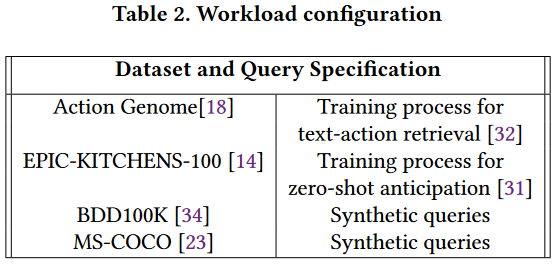 Table 2. Workload configuration
Dataset and Query Specification
Action Genome[18] Training process for
text-action retrieval [32]
EPIC-KITCHENS-100 [14] Training process for
zero-shot anticipation [31]
BDD100K [34] Synthetic queries
MS-COCO [23] Synthetic queries